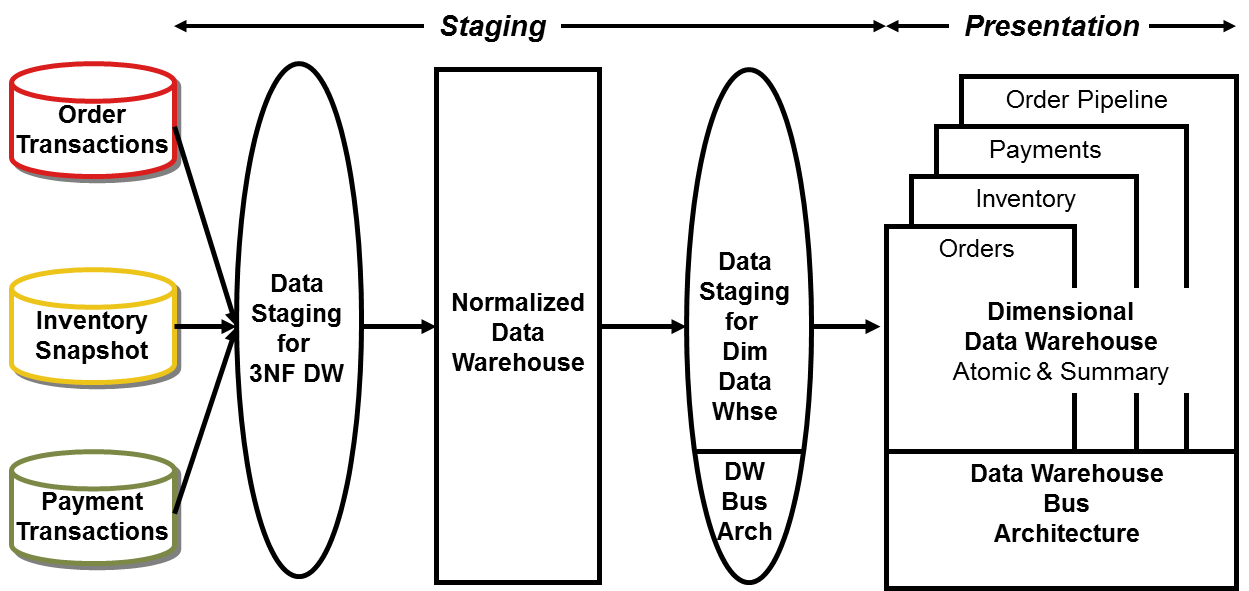 Staging
Presentation
Order
Transactions
Inventory
Snapshot
Payment
Transactions
Data
Staging
for
3NF DW
Normalized
Data
Warehouse
Data
Staging
for
Dim
Data
Whse
DW
Bus
Arch
Order Pipeline
Payments
Inventory
Orders
Dimensional
Data Warehouse
Atomic & Summary
Data Warehouse
Bus
Architecture